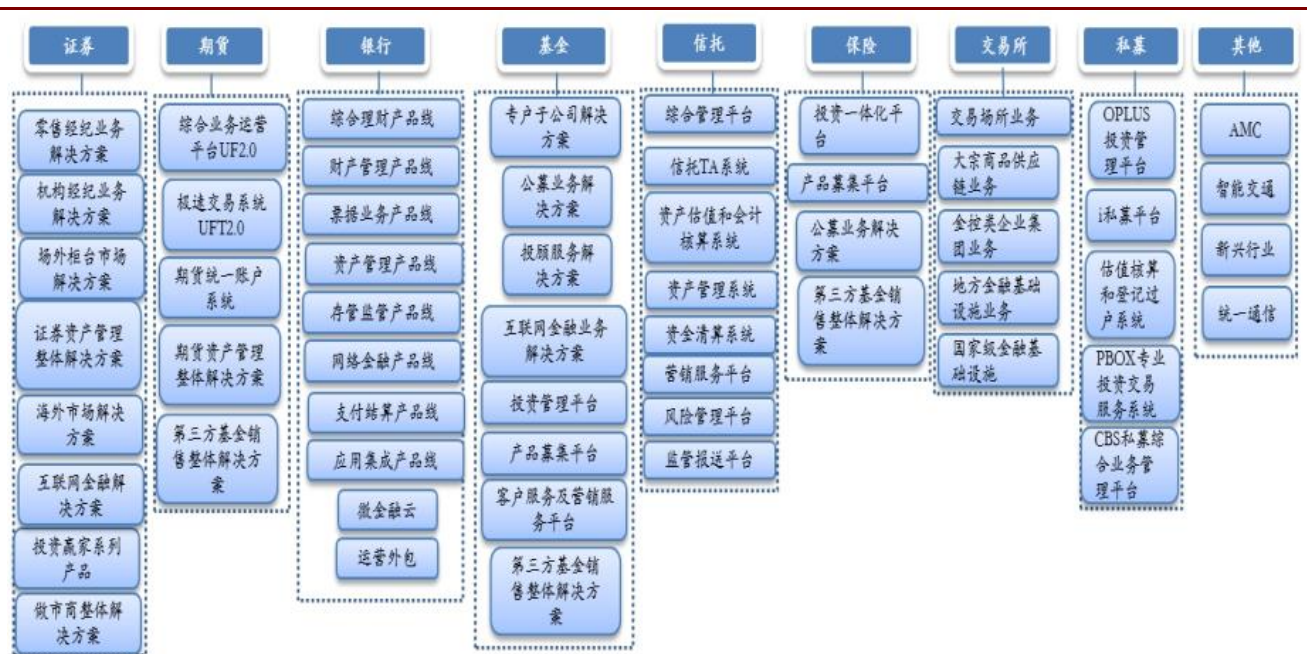 证券
零售经纪业务
解决方案
机构经纪业务
解决方案
场外柜台市场
解决方案
证券资产管理
整体解决方案
海外市场解决
方案
互联网金融解
决方案
投资赢家系列
产品
做市商整体解
决方案
期货
综合业务运营
平台UF2.0
极速交易系统
UFT2.0
期货统一账户
系统
期货资产管理
整体解决方案
第三方基金销
售整体解决方
案
银行
综合理财产品线
财产管理产品线
票据业务产品线
资产管理产品线
存管监管产品线
网络金融产品线
支付结算产品线
应用集成产品线
微金融云
运营外包
基金
专户子公司解决
方案
公募业务解
决方案
投顾服务解
决方案
互联网金融业务
解决方案
投资管理平台
产品募集平台
客户服务及营销服
务平台
第三方基金销
售整体解决方
案
信托
综合管理平台
信托TA系统
资产估值和会计
核算系统
资产管理系统
资金清算系统
营销服务平台
风险管理平台
监管报送平台
保险
投资一体化平
台
产品募集平台
公募业务解决
方案
第三方基金销
售整体解决方
案
交易所
交易场所业务
大宗商品供应
链业务
金控类企业集
团业务
地方金融基础
设施业务
国家级金融基
础设施
私募
OPLUS
投资管
理平台
i私募平台
估值核算
和登记过
户系统
PBOX专业
投资交易
服务系统
CBS私募综
合业务管
理平台
其他
AMC
智能交通
新兴行业
统一通信